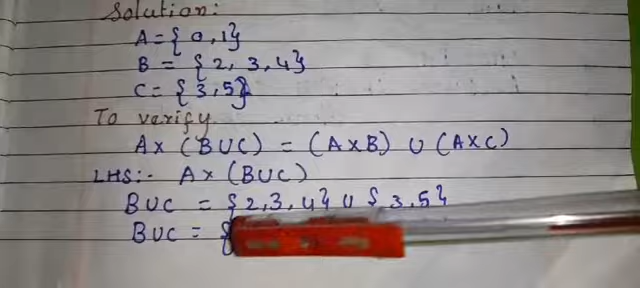 Solution:
A = { 0, 1}
B = { 2, 3, 4}
C = { 3, 5}
To verify
A × (B ∪ C) = (A × B) ∪ (A × C)
LHS:- A × (B ∪ C)
B ∪ C = { 2, 3, 4} ∪ { 3, 5}
B ∪ C = {